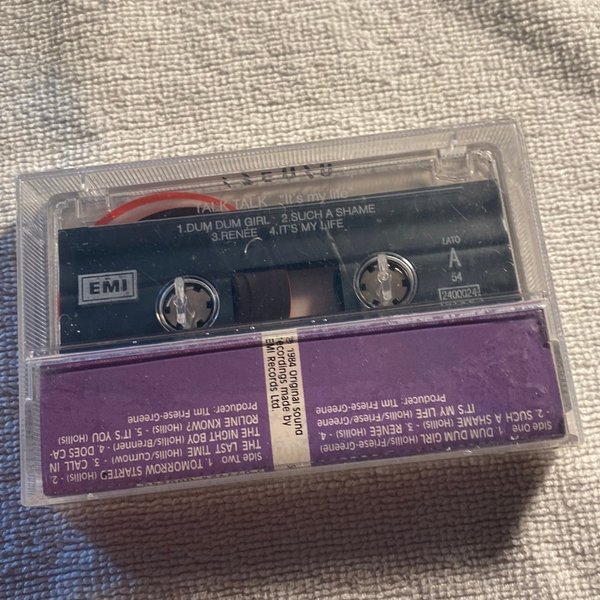 TALK TALK "It's my life"
1.DUM DUM GIRL 2.SUCH A SHAME
3.RENÉE 4.IT'S MY LIFE
EMI
LATO
A
54
2400024
℗ 1984 Original sound
recordings made by
EMI Records Ltd.
Side One 1. DUM DUM GIRL (Hollis/Friese-Greene)
2. SUCH A SHAME (Hollis) 3. RENÉE (Hollis) - 4.
IT'S MY LIFE (Hollis/Friese/Greene)
Producer: Tim Friese-Greene
Side Two 1. TOMORROW STARTED (Hollis) - 2.
THE LAST TIME (Hollis/Curnow) - 3. CALL IN
THE NIGHT BOY (Hollis/Brenner) - 4. DOES CA-
ROLINE KNOW? (Hollis) - 5. IT'S YOU (Hollis)
Producer: Tim Friese-Greene